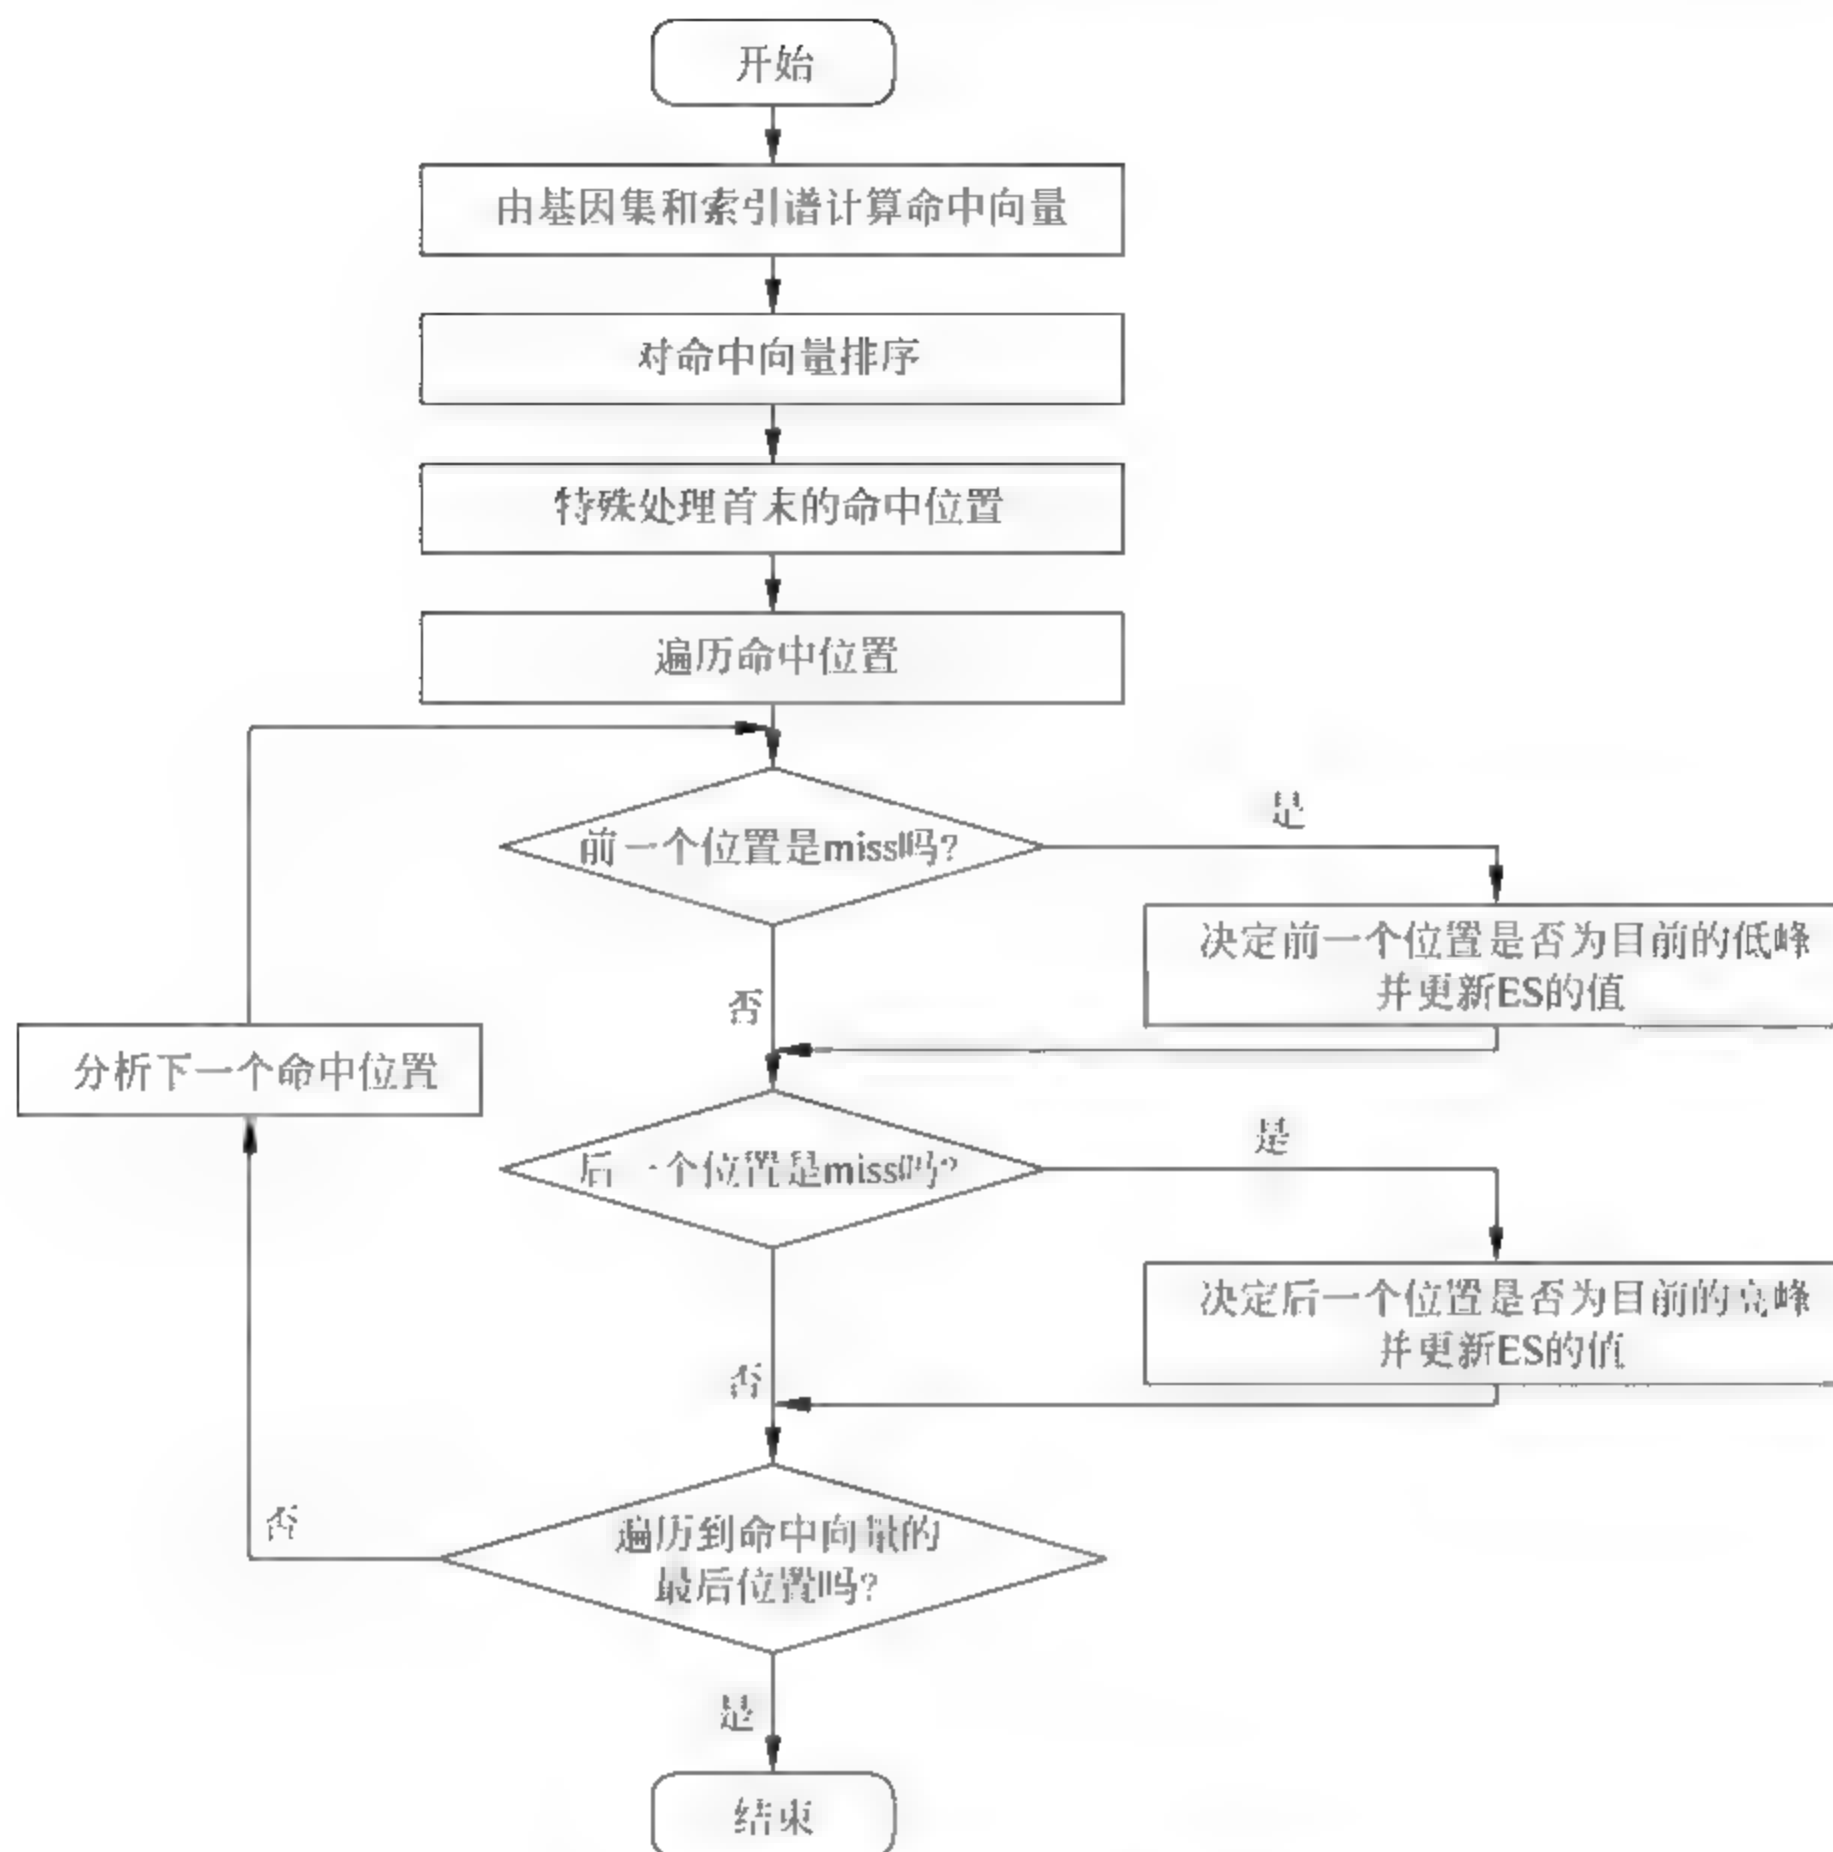 开始
由基因集和索引谱计算命中向量
对命中向量排序
特殊处理首末的命中位置
遍历命中位置
前一个位置是miss吗?
是
决定前一个位置是否为目前的低峰
并更新ES的值
否
分析下一个命中位置
后一个位置是miss吗?
是
决定后一个位置是否为目前的高峰
并更新ES的值
否
遍历到命中向量的
最后位置吗?
否
是
结束